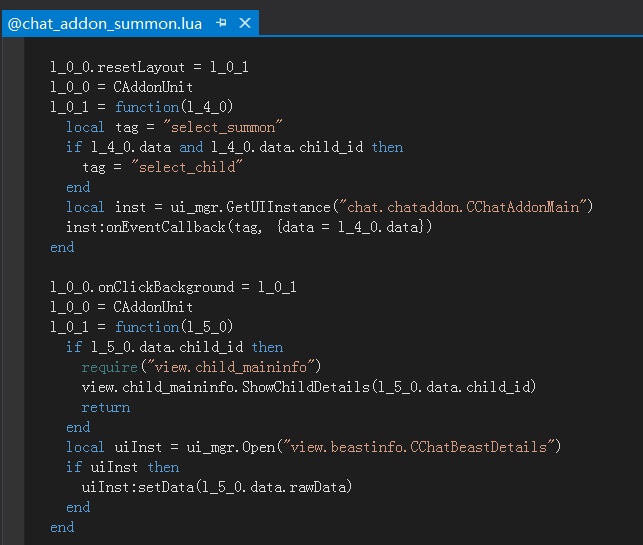 @chat_addon_summon.lua
l_0_0.resetLayout = l_0_1
l_0_0 = CAddonUnit
l_0_1 = function(l_4_0)
  local tag = "select_summon"
  if l_4_0.data and l_4_0.data.child_id then
    tag = "select_child"
  end
  local inst = ui_mgr.GetUIInstance("chat.chataddon.CChatAddonMain")
  inst:onEventCallback(tag, {data = l_4_0.data})
end
l_0_0.onClickBackground = l_0_1
l_0_0 = CAddonUnit
l_0_1 = function(l_5_0)
  if l_5_0.data.child_id then
    require("view.child_maininfo")
    view.child_maininfo.ShowChildDetails(l_5_0.data.child_id)
    return
  end
  local uiInst = ui_mgr.Open("view.beastinfo.CChatBeastDetails")
  if uiInst then
    uiInst:setData(l_5_0.data.rawData)
  end
end